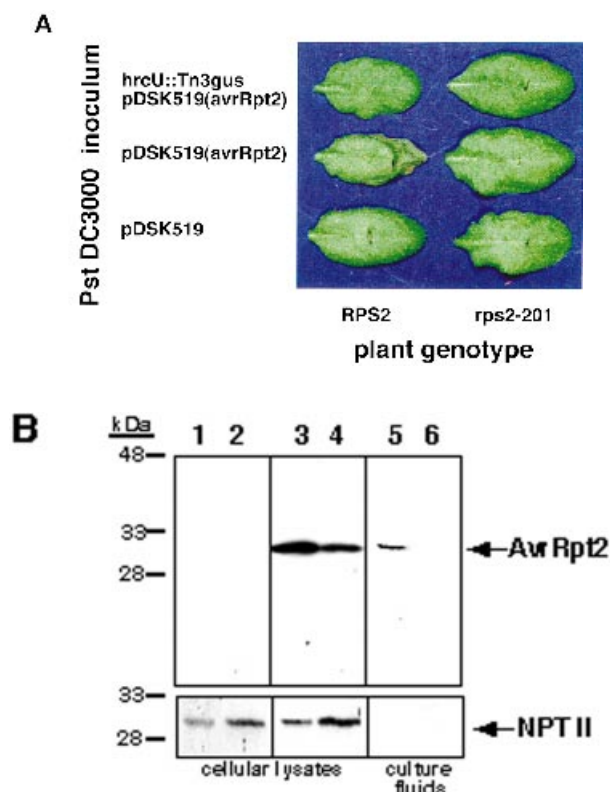 A
Pst DC3000 inoculum
hrcU::Tn3gus
pDSK519(avrRpt2)
pDSK519(avrRpt2)
pDSK519
RPS2 rps2-201
plant genotype
B
kDa 1 2 3 4 5 6
48
33
AvrRpt2
28
33
NPT II
28
cellular lysates culture
fluids